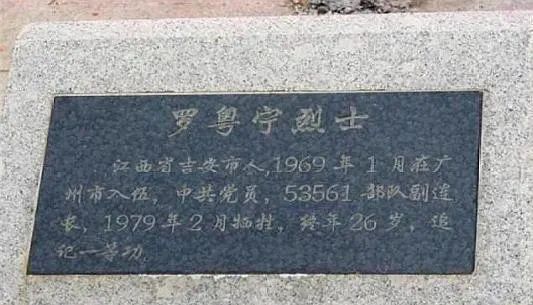 罗粤宁烈士
江西省吉安市人,1969年1月在广
州市入伍，中共党员，53561部队副连
长，1979年2月牺牲，终年26岁，追
记一等功